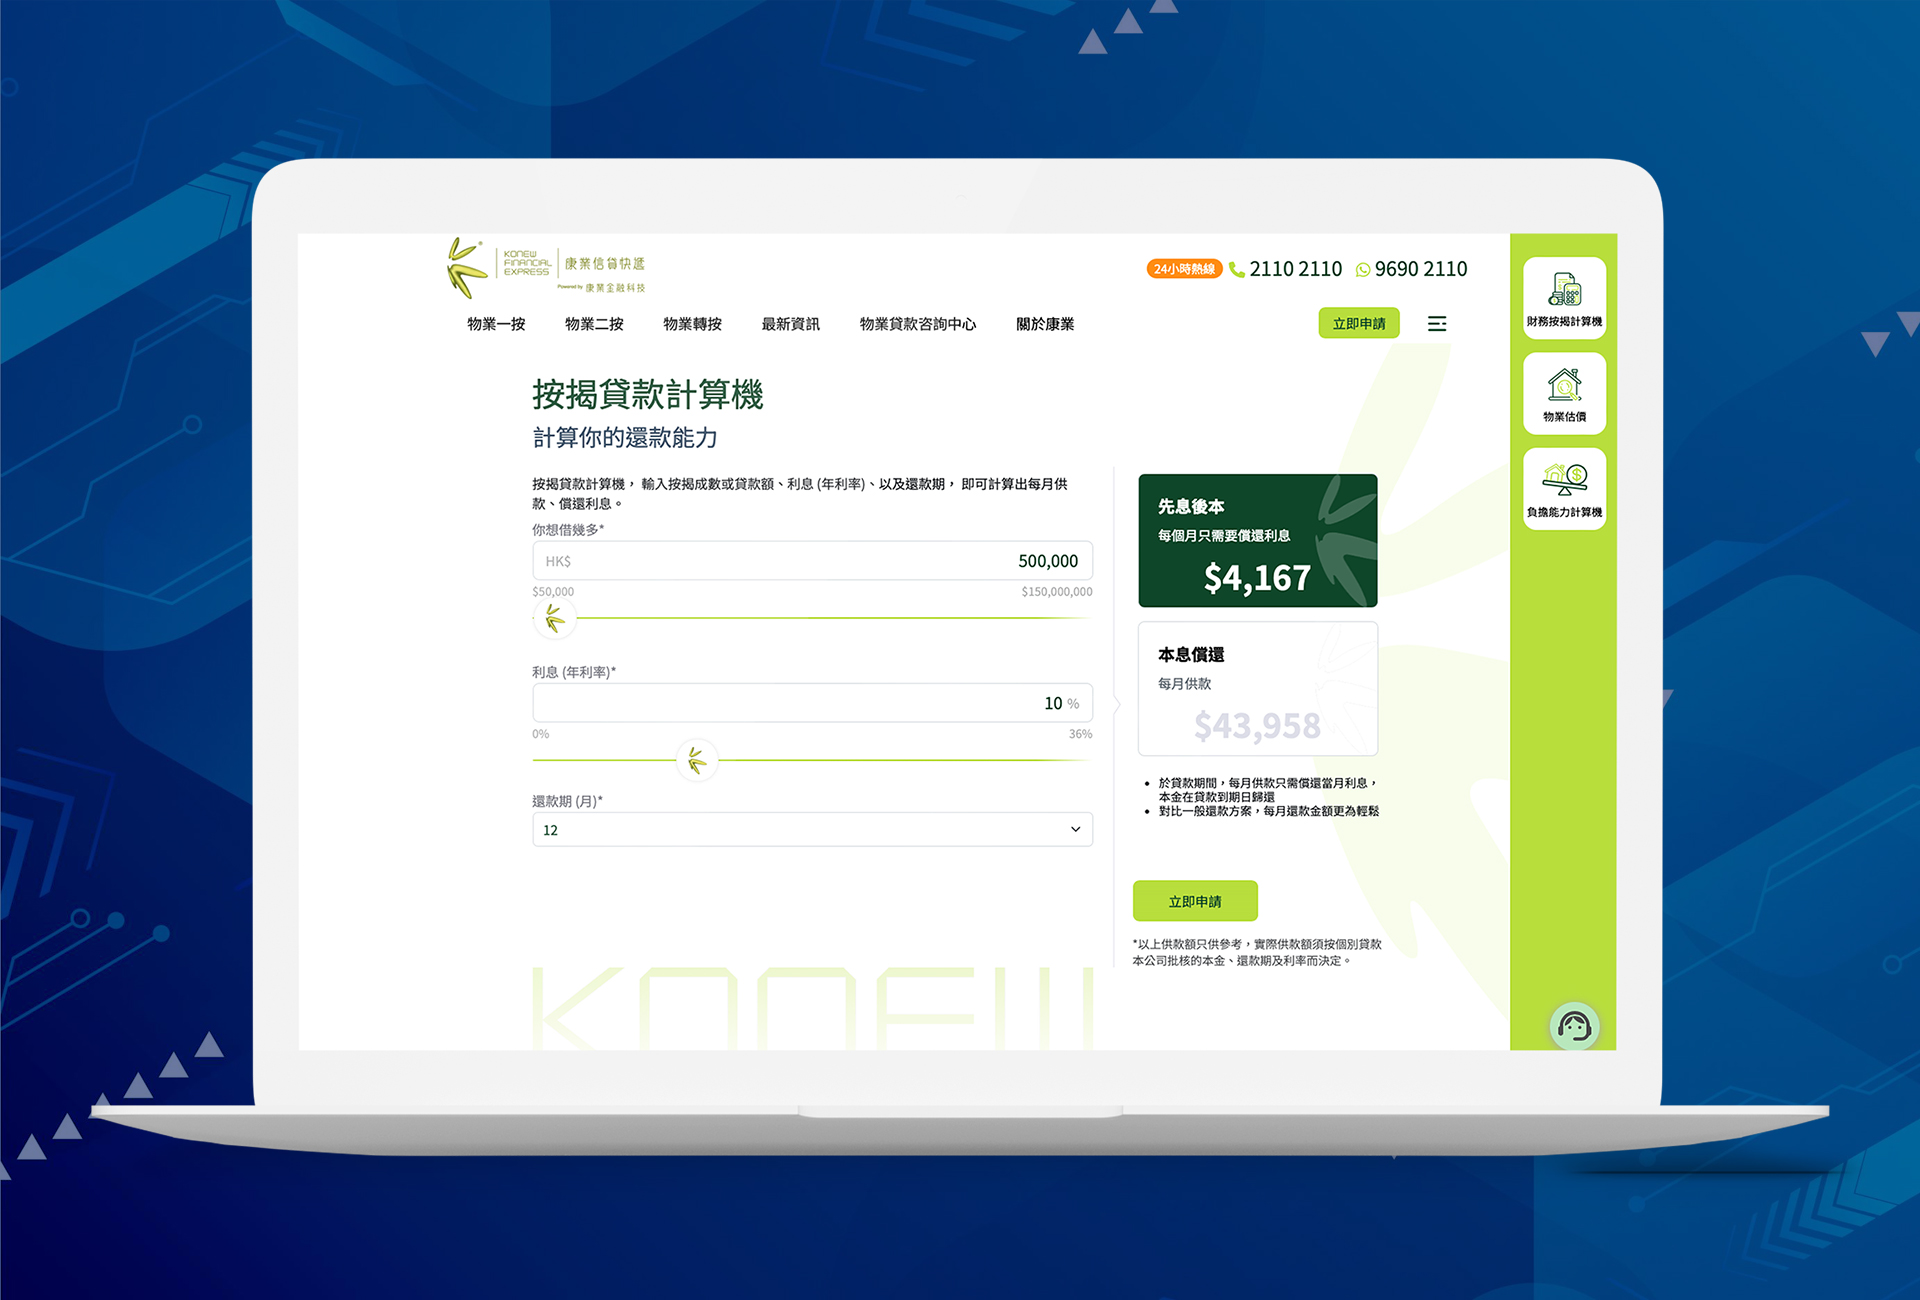 KONEW
FINANCIAL
EXPRESS
康業信貸快遞
Powered by 康業金融科技
24小時熱線 2110 2110 9690 2110
物業一按 物業二按 物業轉按 最新資訊 物業貸款咨詢中心 關於康業 立即申請
按揭貸款計算機
計算你的還款能力
按揭貸款計算機， 輸入按揭成數或貸款額、利息 (年利率)、以及還款期， 即可計算出每月供
款、償還利息。
你想借幾多*
HK$ 500,000
$50,000 $150,000,000
利息 (年利率)*
10 %
0% 36%
還款期 (月)*
12
先息後本
每個月只需要償還利息
$4,167
本息償還
每月供款
$43,958
• 於貸款期間，每月供款只需償還當月利息，
本金在貸款到期日歸還
• 對比一般還款方案，每月還款金額更為輕鬆
立即申請
*以上供款額只供參考，實際供款額須按個別貸款
本公司批核的本金、還款期及利率而決定。
KONEW
財務按揭計算機
物業估價
負擔能力計算機